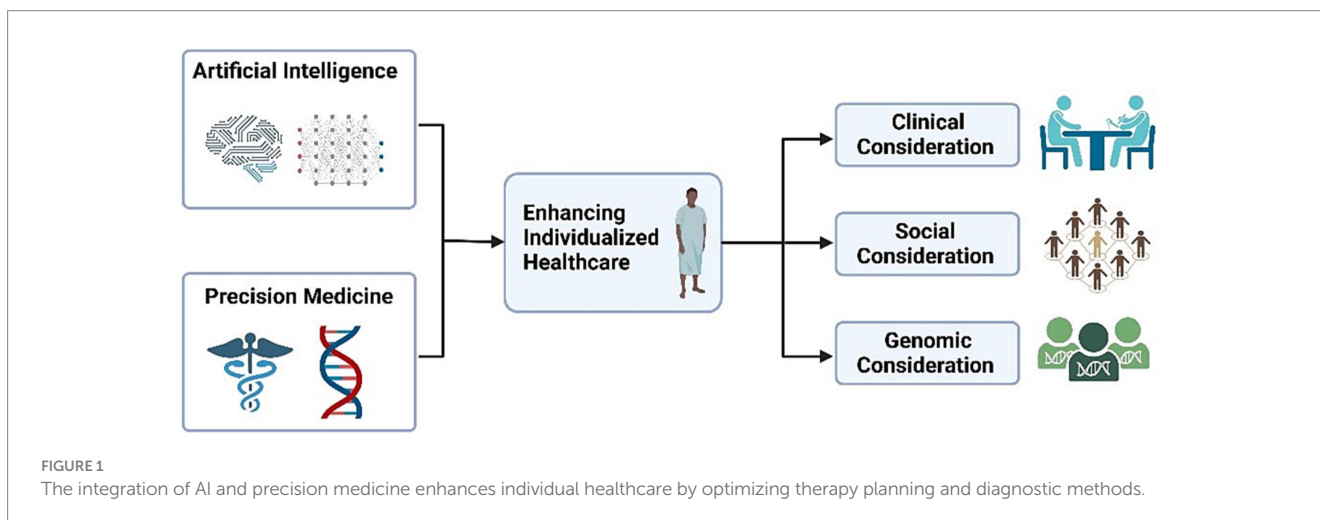 Artificial Intelligence
Precision Medicine
Enhancing
Individualized
Healthcare
Clinical
Consideration
Social
Consideration
Genomic
Consideration
FIGURE 1
The integration of AI and precision medicine enhances individual healthcare by optimizing therapy planning and diagnostic methods.